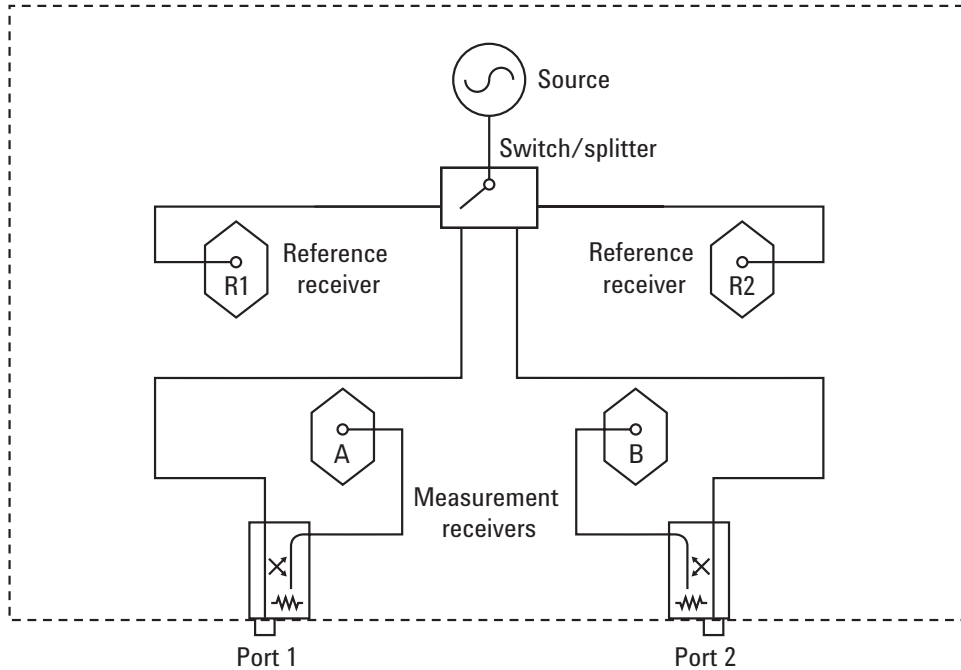 Source
Switch/splitter
Reference
receiver
R1
Reference
receiver
R2
A
B
Measurement
receivers
Port 1
Port 2